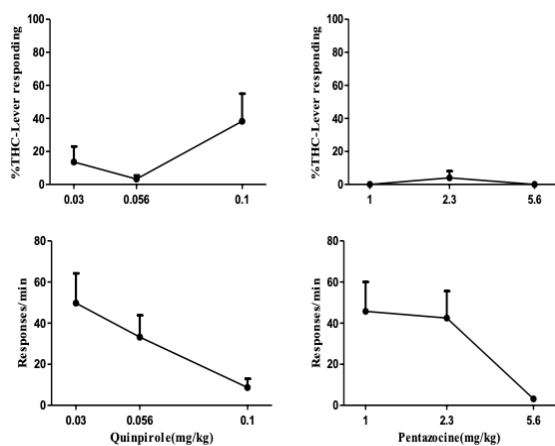 %THC-Lever responding
100
80
60
40
20
0
0.03 0.056 0.1
%THC-Lever responding
100
80
60
40
20
0
1 2.3 5.6
Responses/min
80
60
40
20
0
0.03 0.056 0.1
Quinpirole(mg/kg)
Responses/min
80
60
40
20
0
1 2.3 5.6
Pentazocine(mg/kg)